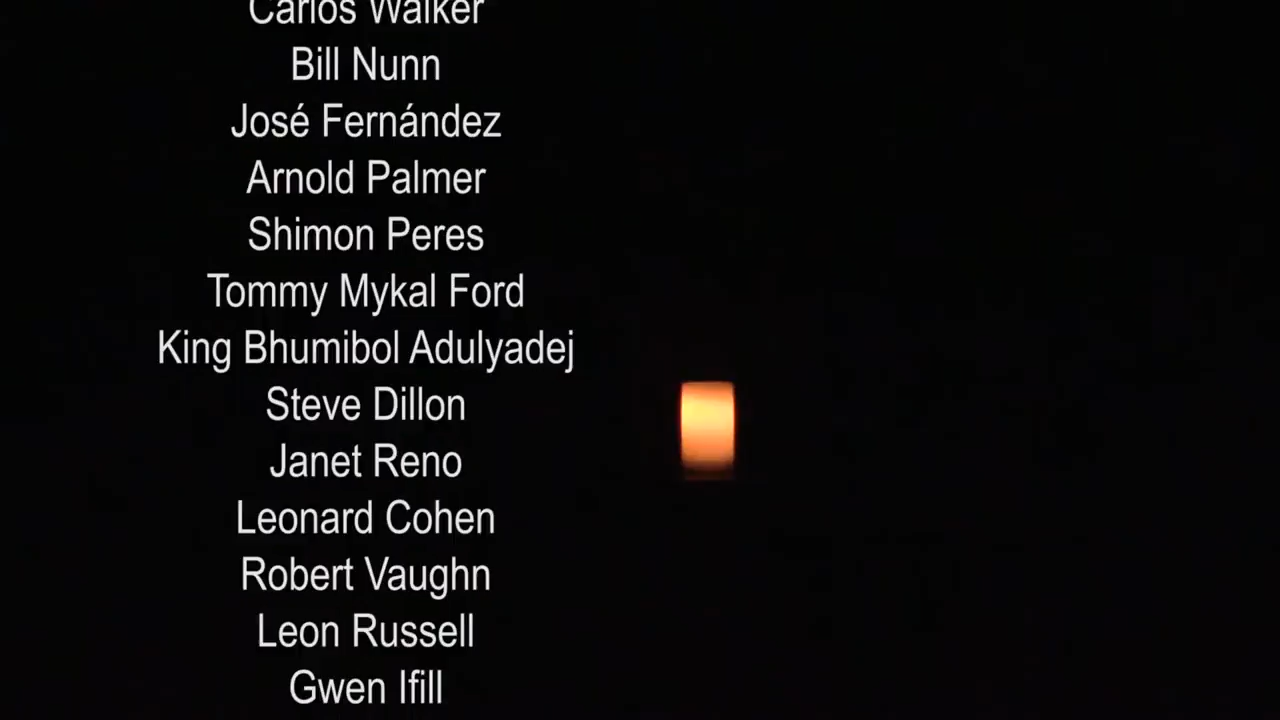 Carlos Walker
Bill Nunn
José Fernández
Arnold Palmer
Shimon Peres
Tommy Mykal Ford
King Bhumibol Adulyadej
Steve Dillon
Janet Reno
Leonard Cohen
Robert Vaughn
Leon Russell
Gwen Ifill